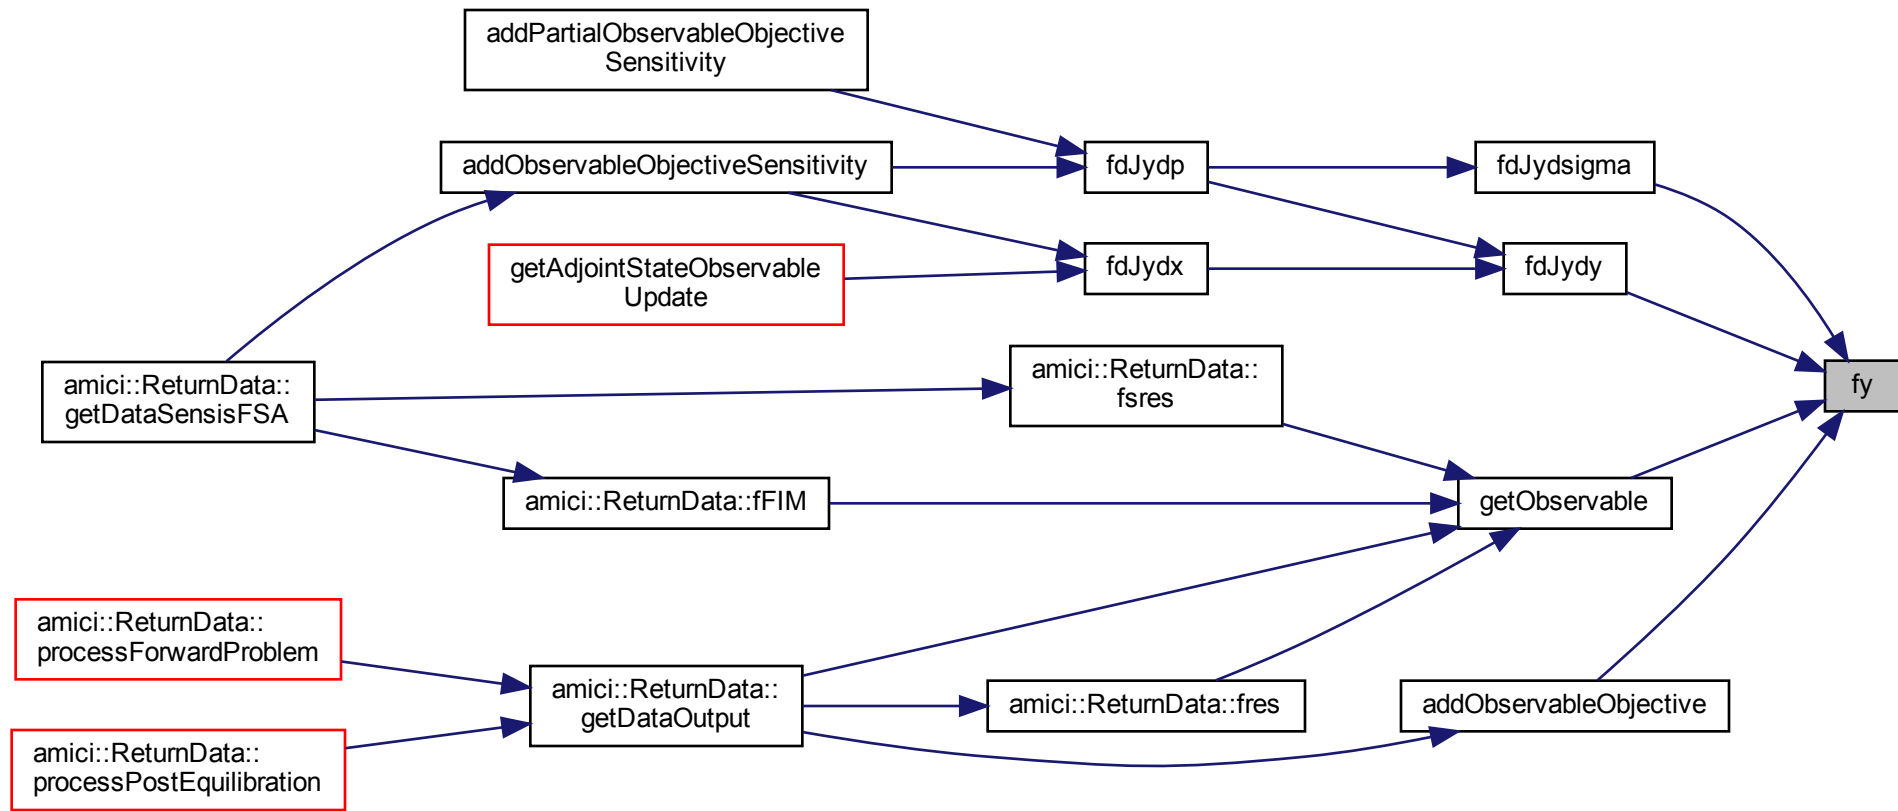 addPartialObservableObjective
Sensitivity
addObservableObjectiveSensitivity
fdJydp
fdJydsigma
getAdjointStateObservable
Update
fdJydx
fdJydy
amici::ReturnData::
getDataSensisFSA
amici::ReturnData::
fsres
fy
amici::ReturnData::fFIM
getObservable
amici::ReturnData::
processForwardProblem
amici::ReturnData::
getDataOutput
amici::ReturnData::fres
addObservableObjective
amici::ReturnData::
processPostEquilibration